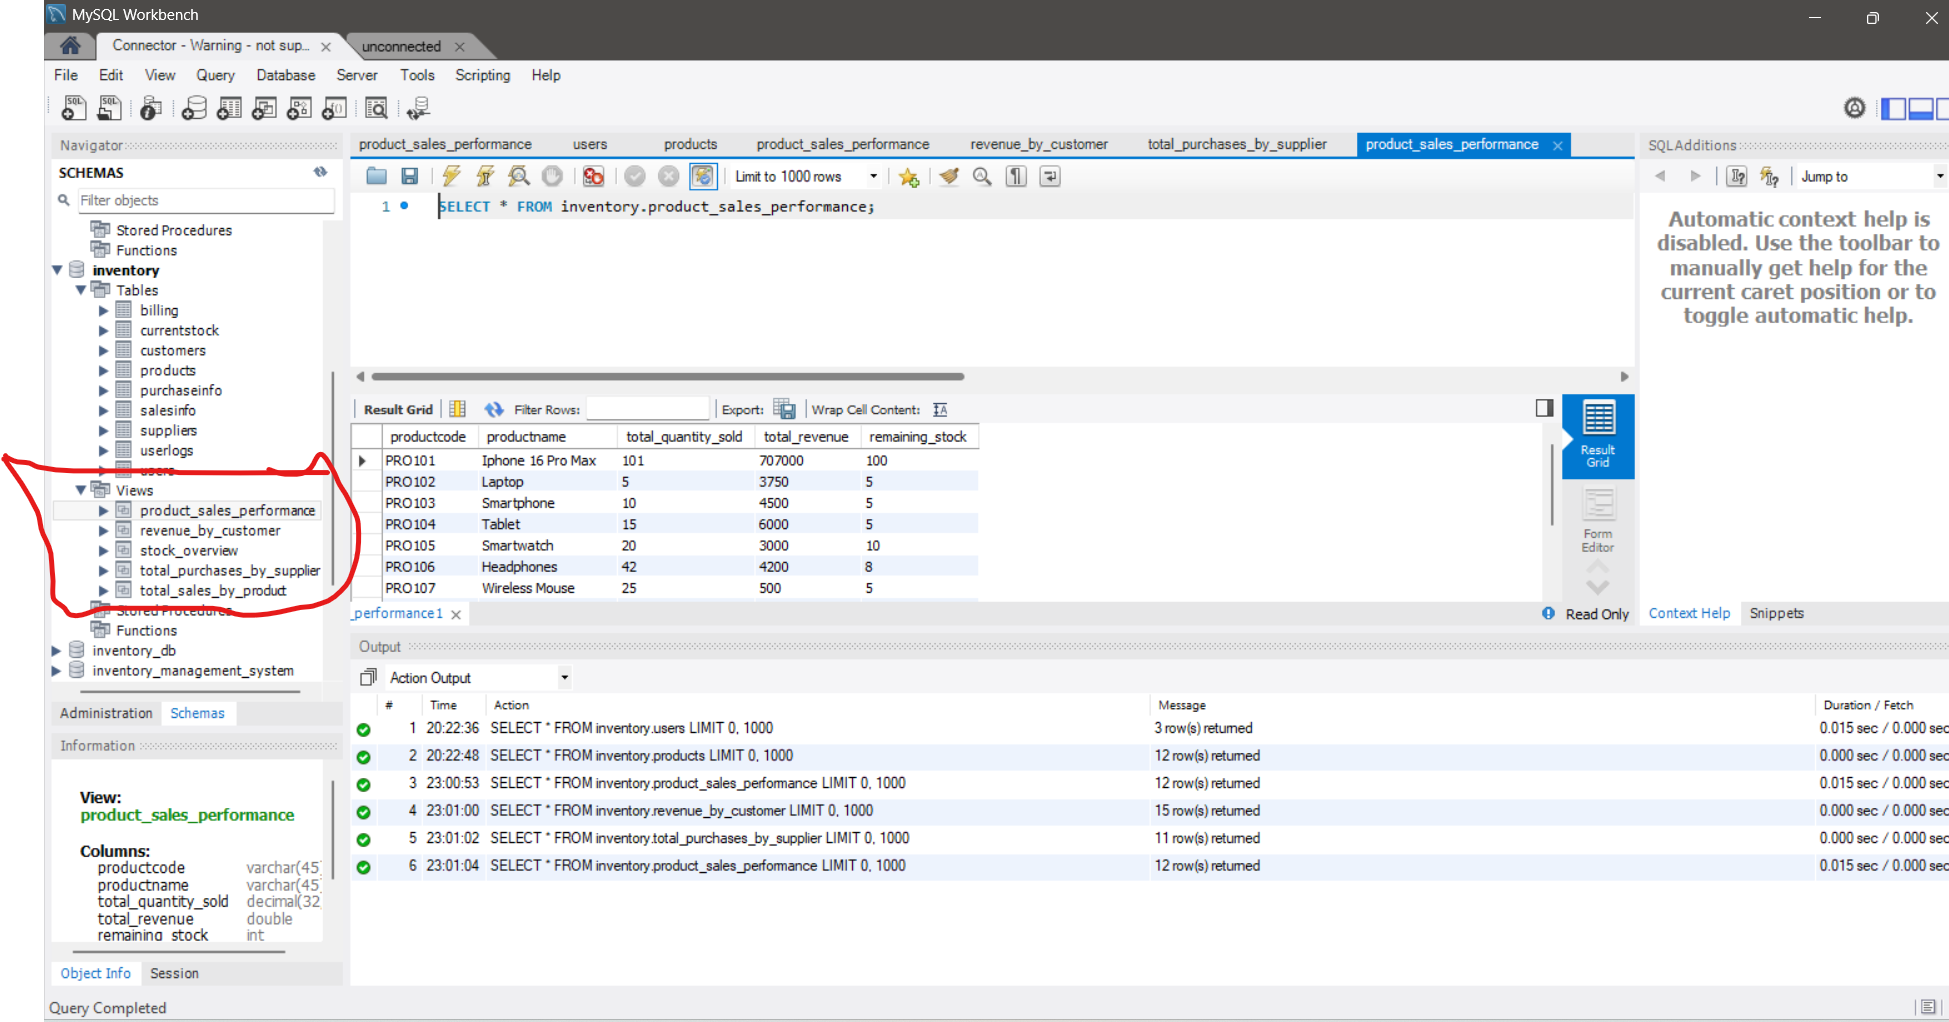 MySQL Workbench
Connector - Warning - not sup...
unconnected
File Edit View Query Database Server Tools Scripting Help
Navigator
SCHEMAS
Filter objects
Stored Procedures
Functions
inventory
Tables
billing
currentstock
customers
products
purchaseinfo
salesinfo
suppliers
userlogs
users
Views
product_sales_performance
revenue_by_customer
stock_overview
total_purchases_by_supplier
total_sales_by_product
Stored Procedures
Functions
inventory_db
inventory_management_system
Administration Schemas
Information
View:
product_sales_performance
Columns:
productcode varchar(45)
productname varchar(45)
total_quantity_sold decimal(32
total_revenue double
remaining_stock int
Object Info Session
Query Completed
product_sales_performance users products product_sales_performance revenue_by_customer total_purchases_by_supplier product_sales_performance
Limit to 1000 rows
1 SELECT * FROM inventory.product_sales_performance;
Result Grid Filter Rows: Export: Wrap Cell Content:
productcode productname total_quantity_sold total_revenue remaining_stock
PRO101 Iphone 16 Pro Max 101 707000 100
PRO102 Laptop 5 3750 5
PRO103 Smartphone 10 4500 5
PRO104 Tablet 15 6000 5
PRO105 Smartwatch 20 3000 10
PRO106 Headphones 42 4200 8
PRO107 Wireless Mouse 25 500 5
_performance1
Read Only
Result Grid
Form Editor
SQLAdditions
Jump to
Automatic context help is
disabled. Use the toolbar to
manually get help for the
current caret position or to
toggle automatic help.
Context Help Snippets
Output
Action Output
# Time Action Message Duration / Fetch
1 20:22:36 SELECT * FROM inventory.users LIMIT 0, 1000 3 row(s) returned 0.015 sec / 0.000 sec
2 20:22:48 SELECT * FROM inventory.products LIMIT 0, 1000 12 row(s) returned 0.000 sec / 0.000 sec
3 23:00:53 SELECT * FROM inventory.product_sales_performance LIMIT 0, 1000 12 row(s) returned 0.015 sec / 0.000 sec
4 23:01:00 SELECT * FROM inventory.revenue_by_customer LIMIT 0, 1000 15 row(s) returned 0.000 sec / 0.000 sec
5 23:01:02 SELECT * FROM inventory.total_purchases_by_supplier LIMIT 0, 1000 11 row(s) returned 0.000 sec / 0.000 sec
6 23:01:04 SELECT * FROM inventory.product_sales_performance LIMIT 0, 1000 12 row(s) returned 0.015 sec / 0.000 sec